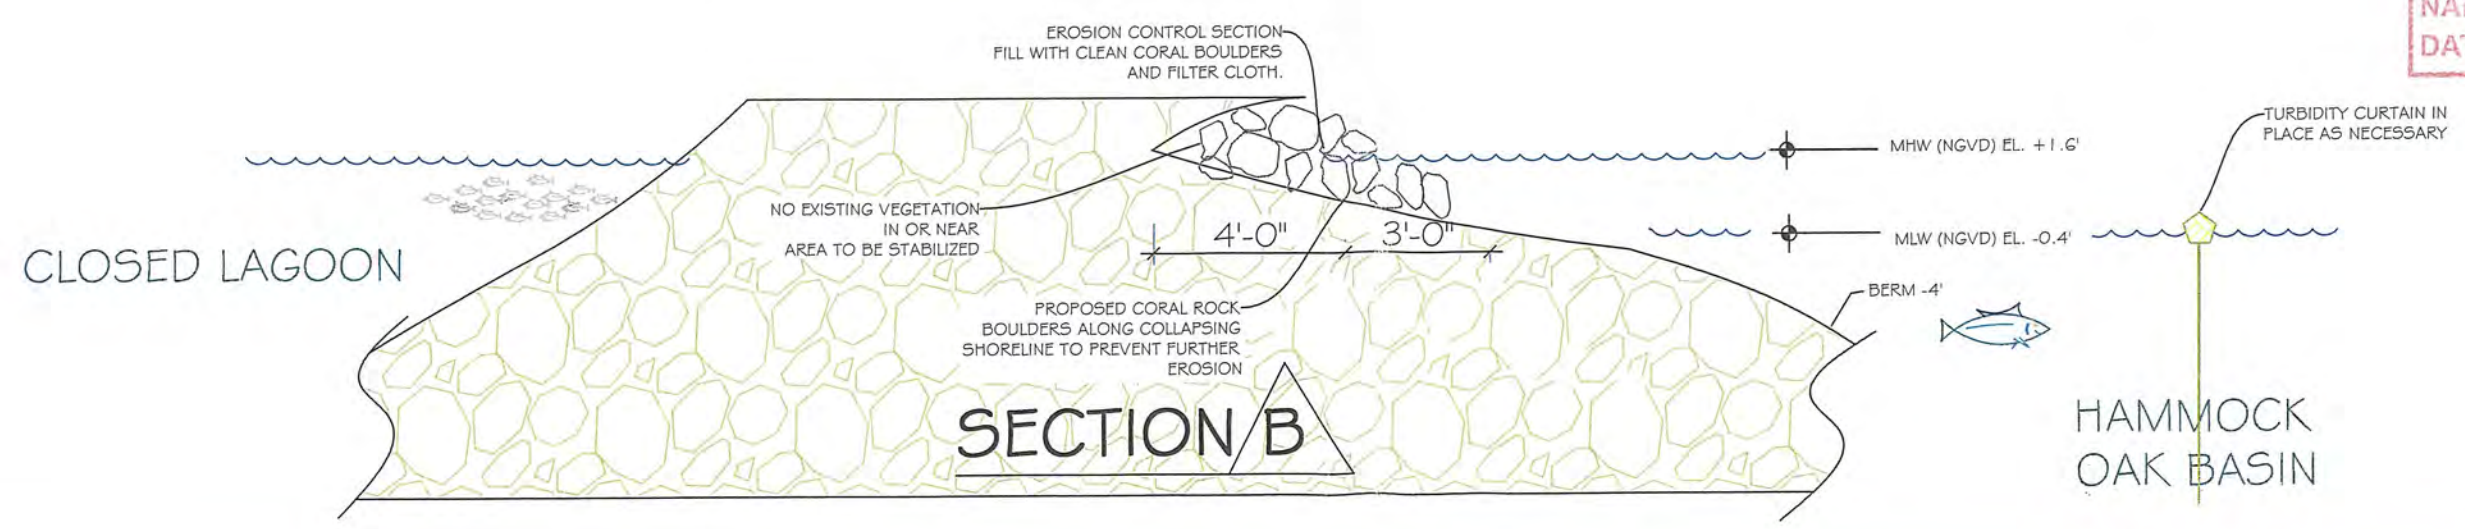 EROSION CONTROL SECTION
FILL WITH CLEAN CORAL BOULDERS
AND FILTER CLOTH.
TURBIDITY CURTAIN IN
PLACE AS NECESSARY
MHW (NGVD) EL. +1.6'
NO EXISTING VEGETATION
IN OR NEAR
AREA TO BE STABILIZED
4'-0" 3'-0"
MLW (NGVD) EL. -0.4'
CLOSED LAGOON
BERM -4'
PROPOSED CORAL ROCK
BOULDERS ALONG COLLAPSING
SHORELINE TO PREVENT FURTHER
EROSION
SECTION B
HAMMOCK
OAK BASIN